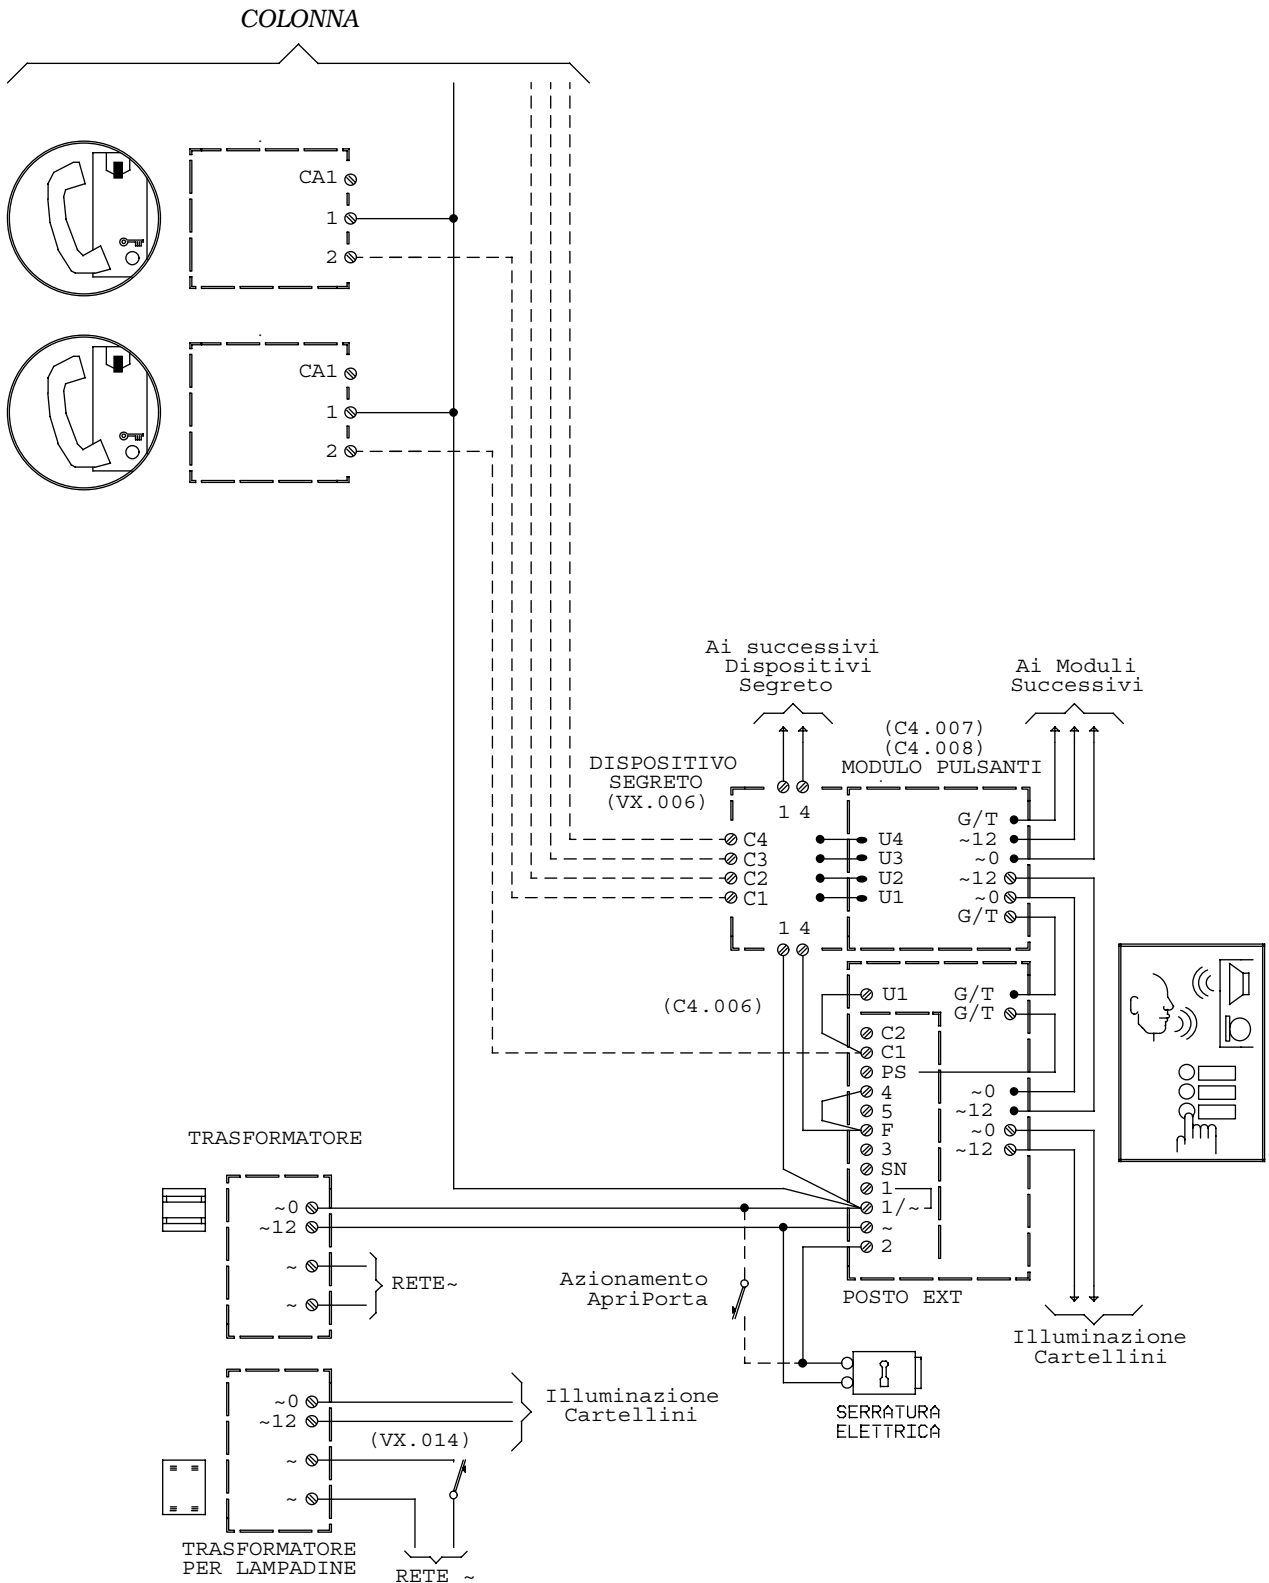 COLONNA
CA1
1
2
CA1
1
2
Ai successivi
Dispositivi
Segreto
Ai Moduli
Successivi
(C4.007)
(C4.008)
MODULO PULSANTI
DISPOSITIVO
SEGRETO
(VX.006)
1 4
C4
C3
C2
C1
1 4
U4
U3
U2
U1
G/T
~12
~0
~12
~0
G/T
(C4.006)
U1
C2
C1
PS
4
5
F
3
SN
1
1/~
~
2
G/T
G/T
~0
~12
~0
~12
POSTO EXT
TRASFORMATORE
~0
~12
~
~
RETE~
Azionamento
ApriPorta
Illuminazione
Cartellini
SERRATURA
ELETTRICA
~0
~12
~
~
Illuminazione
Cartellini
(VX.014)
TRASFORMATORE
PER LAMPADINE
RETE ~